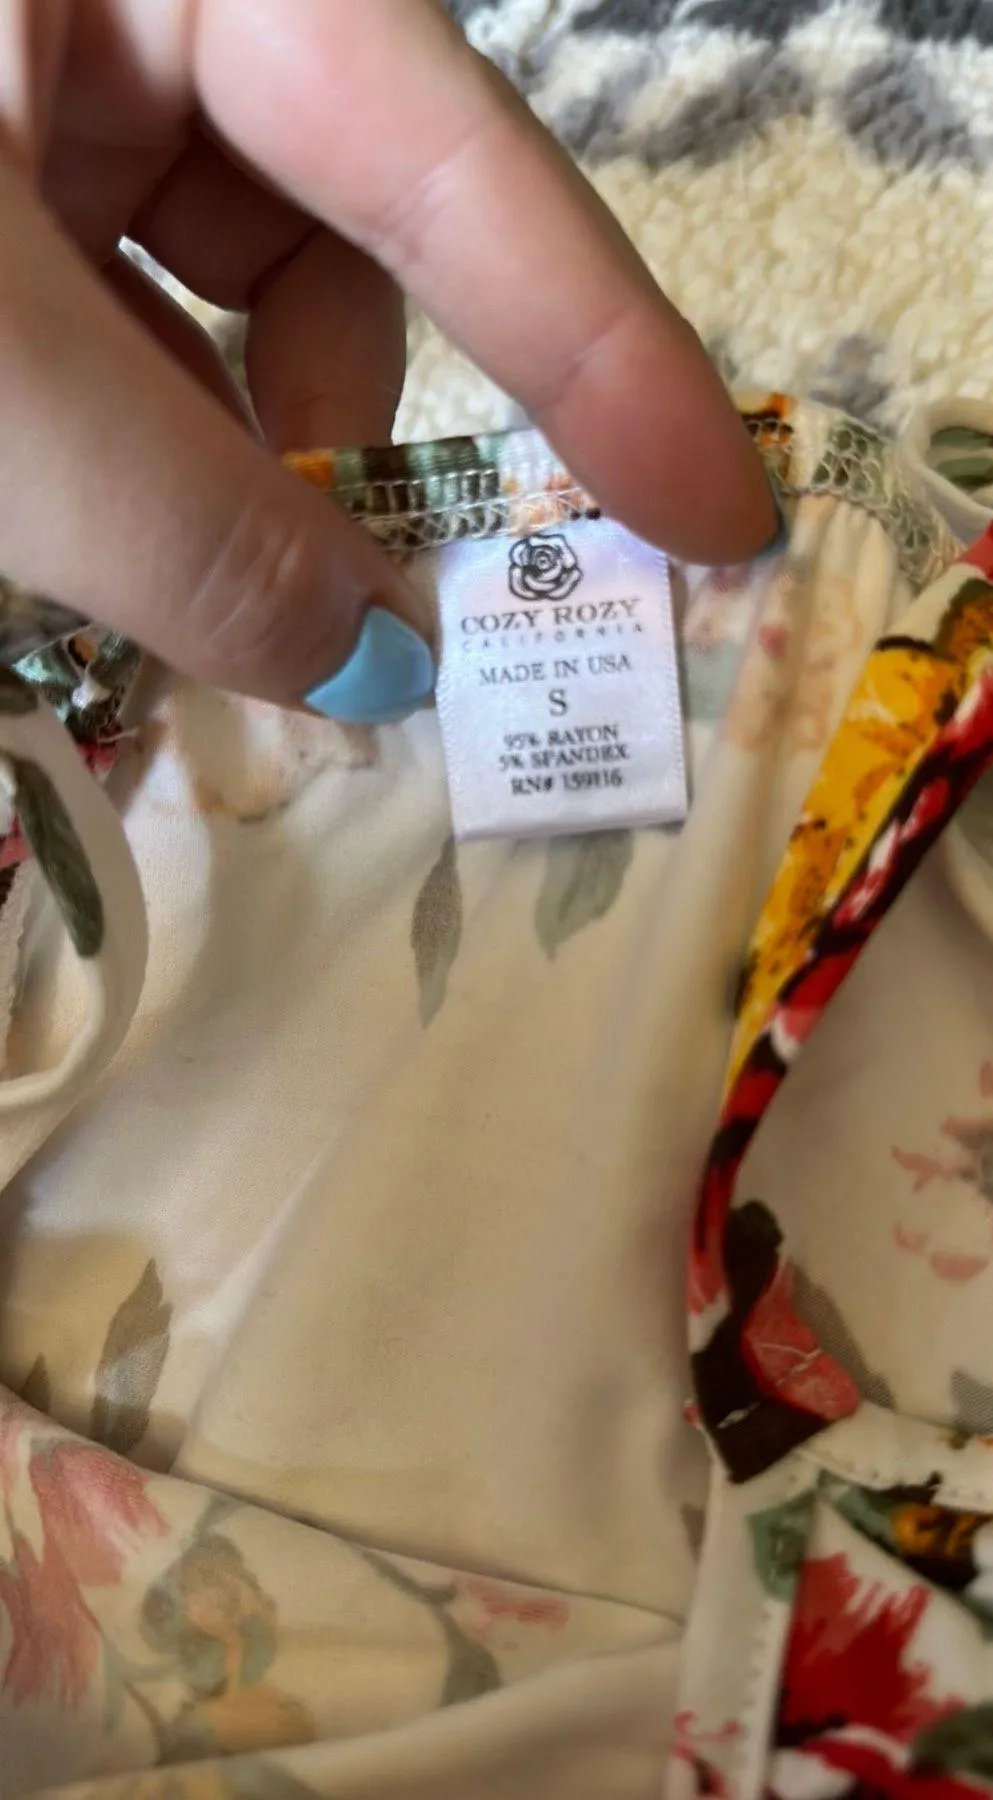 COZY ROZY
CALIFORNIA
MADE IN USA
S
95% RAYON
5% SPANDEX
RN# 159116